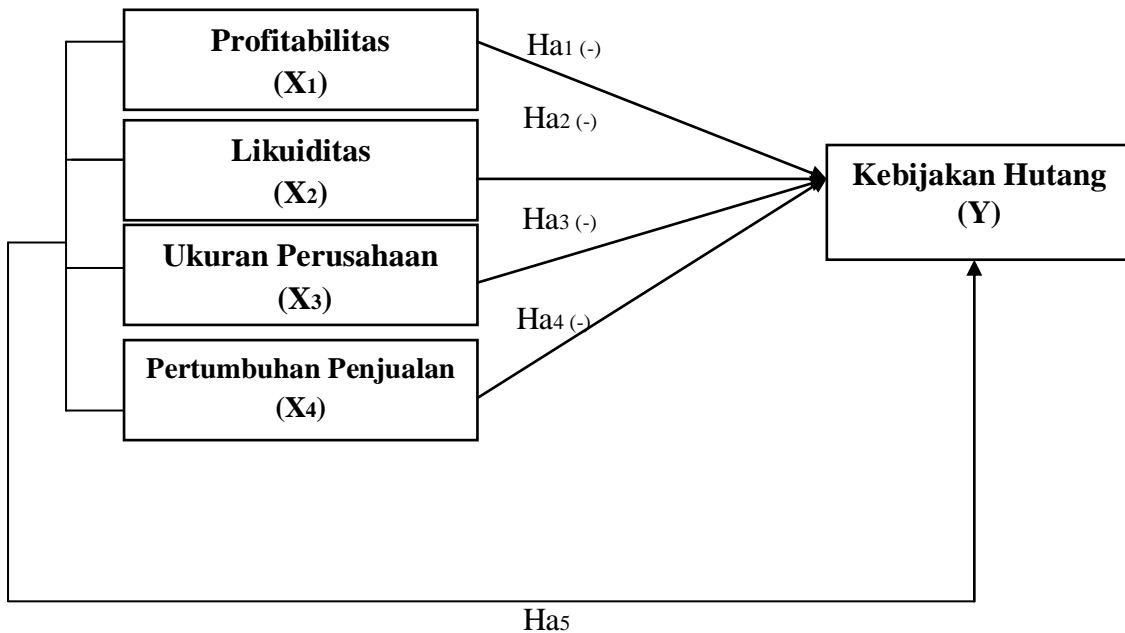 Profitabilitas
(X1)
Ha1 (-)
Ha2 (-)
Likuiditas
(X2)
Kebijakan Hutang
(Y)
Ha3 (-)
Ukuran Perusahaan
(X3)
Ha4 (-)
Pertumbuhan Penjualan
(X4)
Ha5